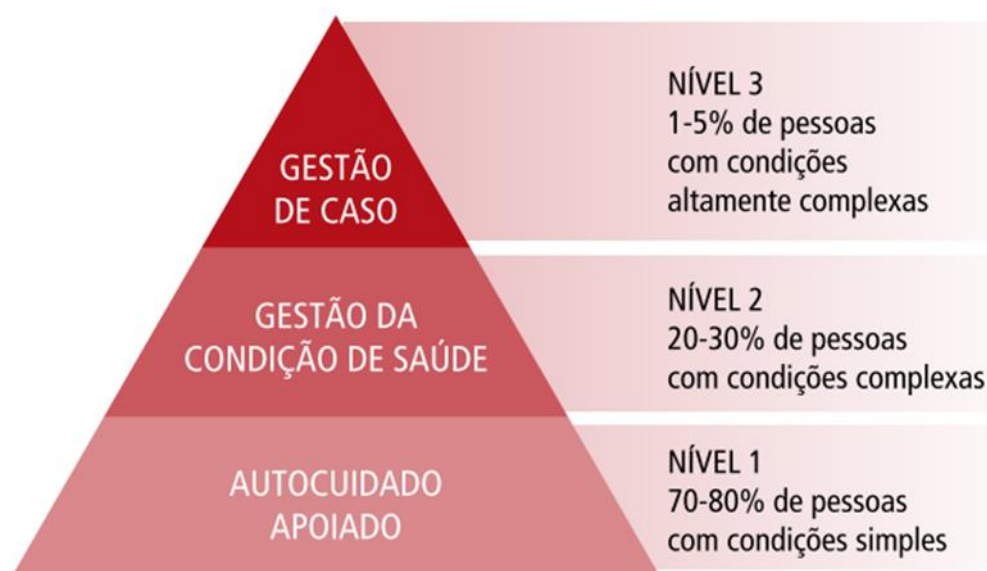 GESTÃO
DE CASO
NÍVEL 3
1-5% de pessoas
com condições
altamente complexas
GESTÃO DA
CONDIÇÃO DE SAÚDE
NÍVEL 2
20-30% de pessoas
com condições complexas
AUTOCUIDADO
APOIADO
NÍVEL 1
70-80% de pessoas
com condições simples